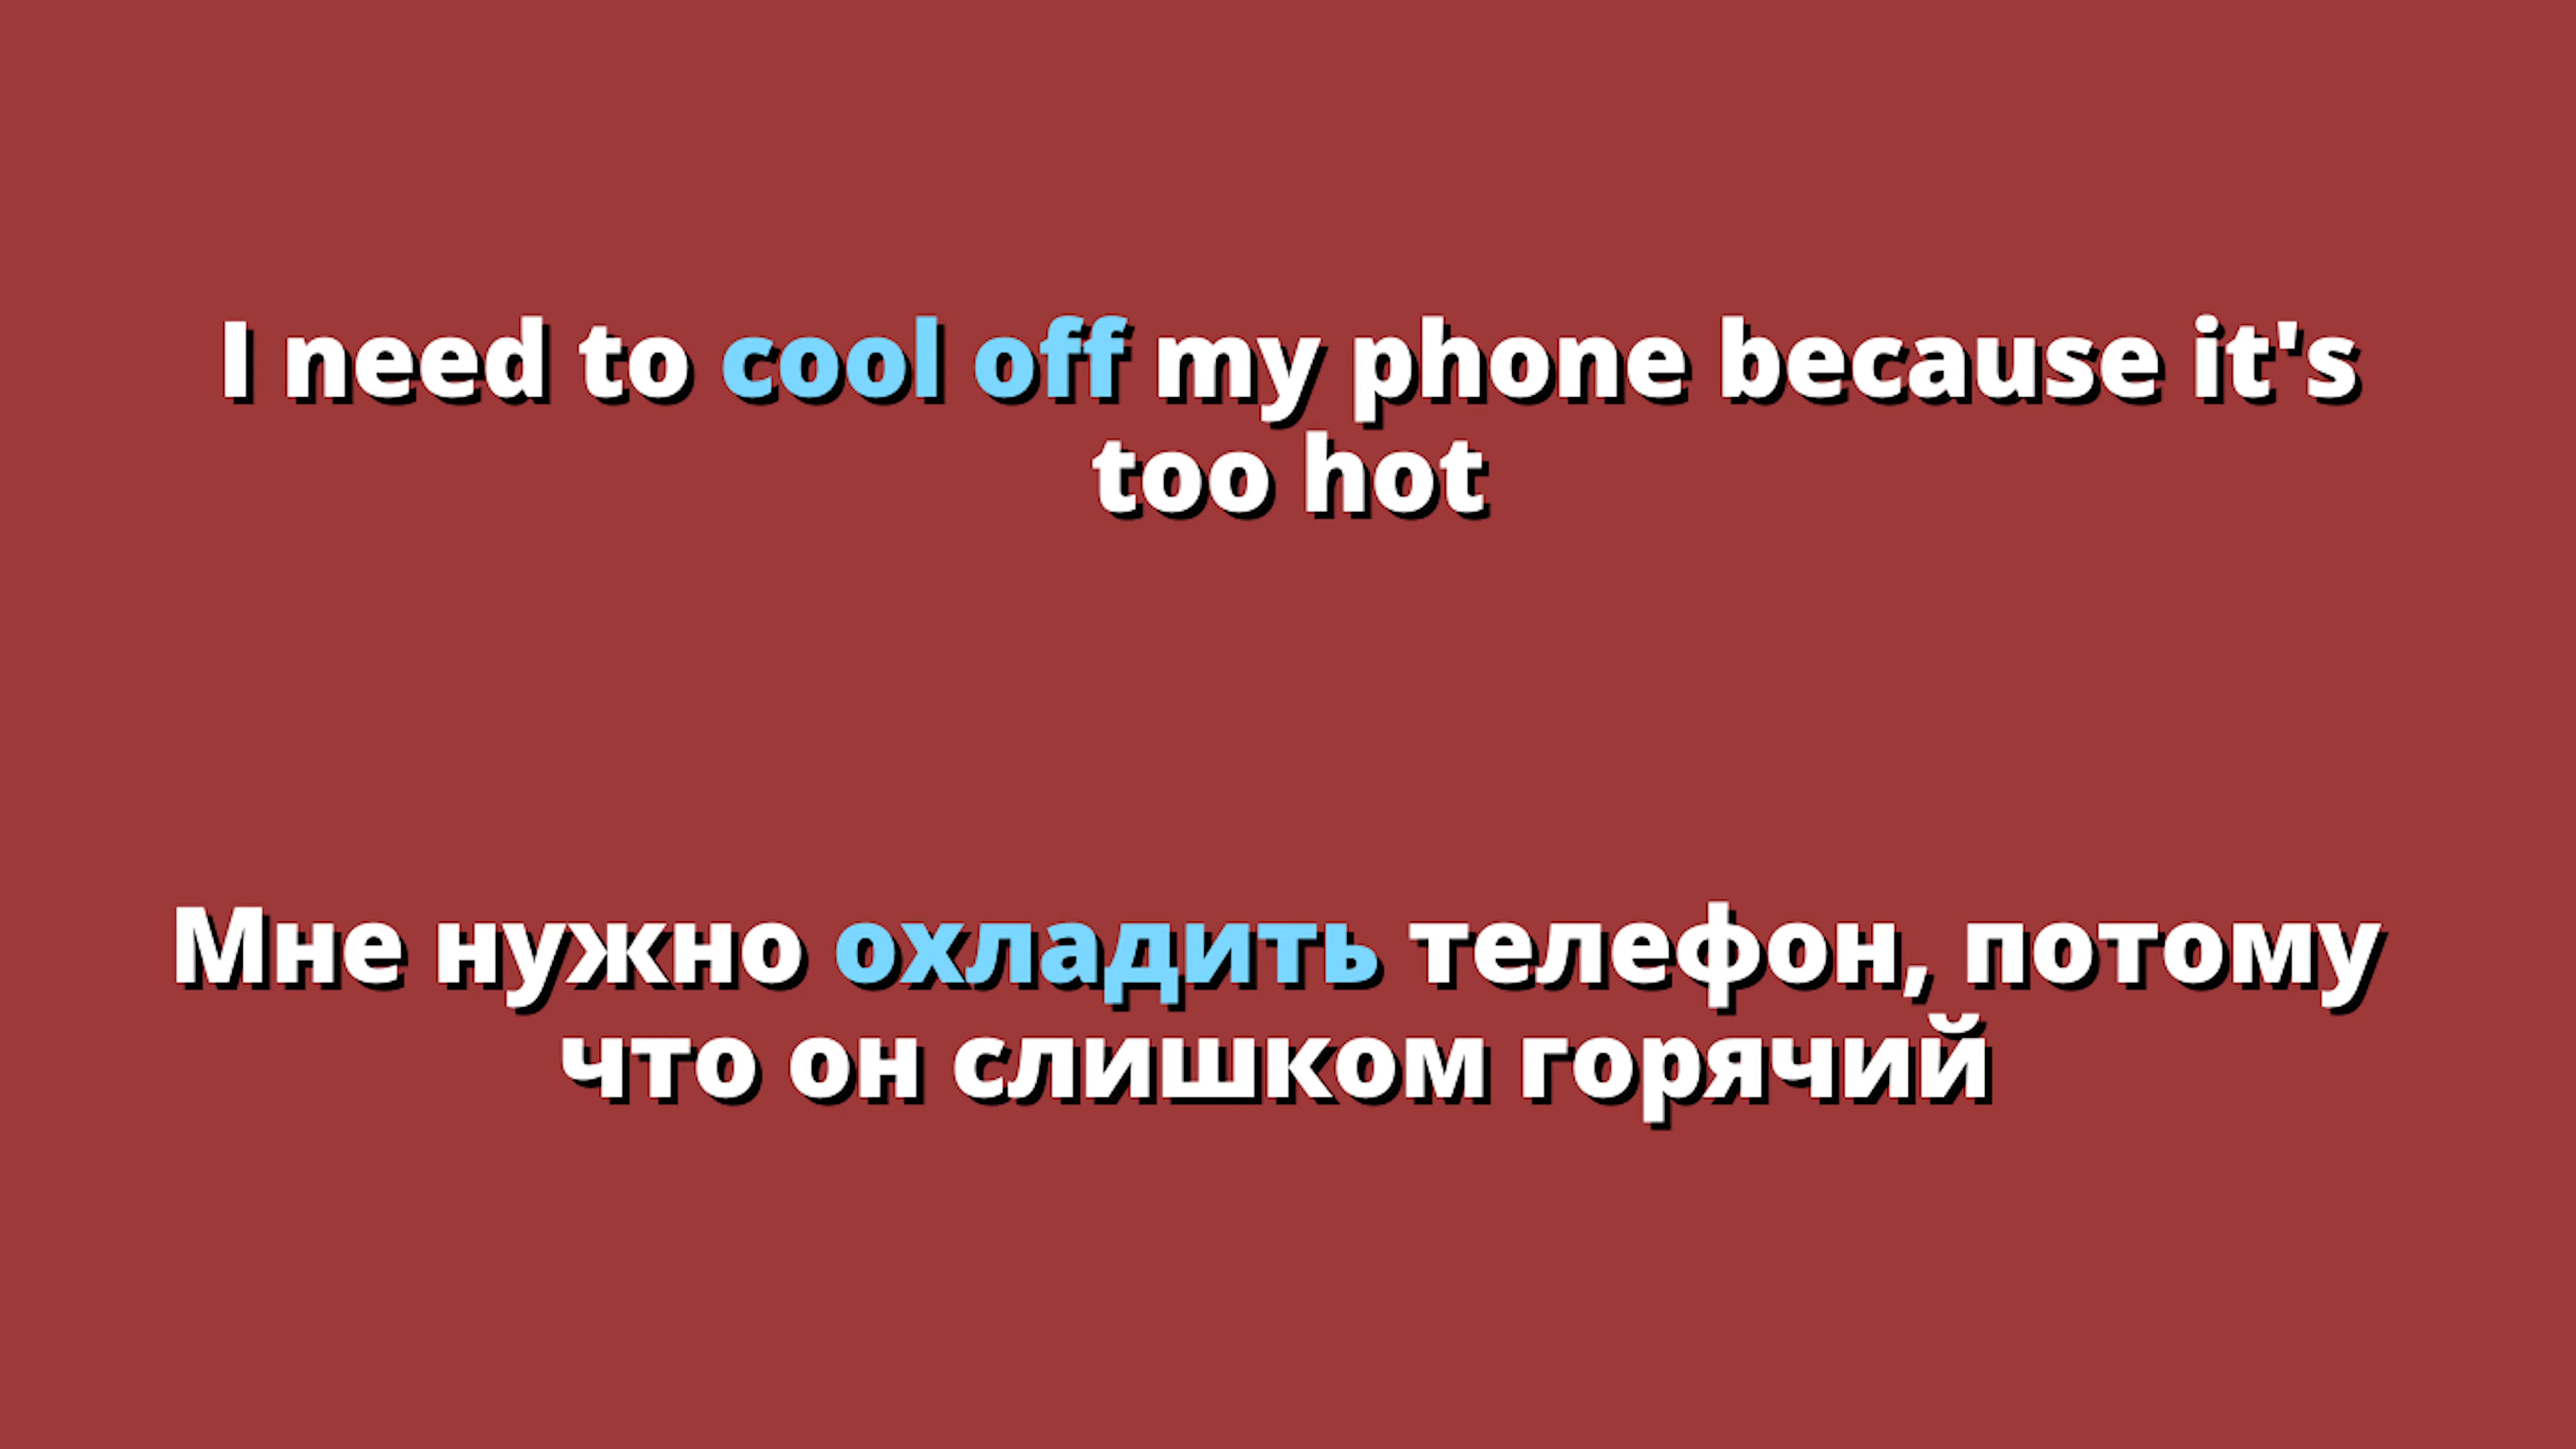 I need to cool off my phone because it's
too hot
Мне нужно охладить телефон, потому
что он слишком горячий